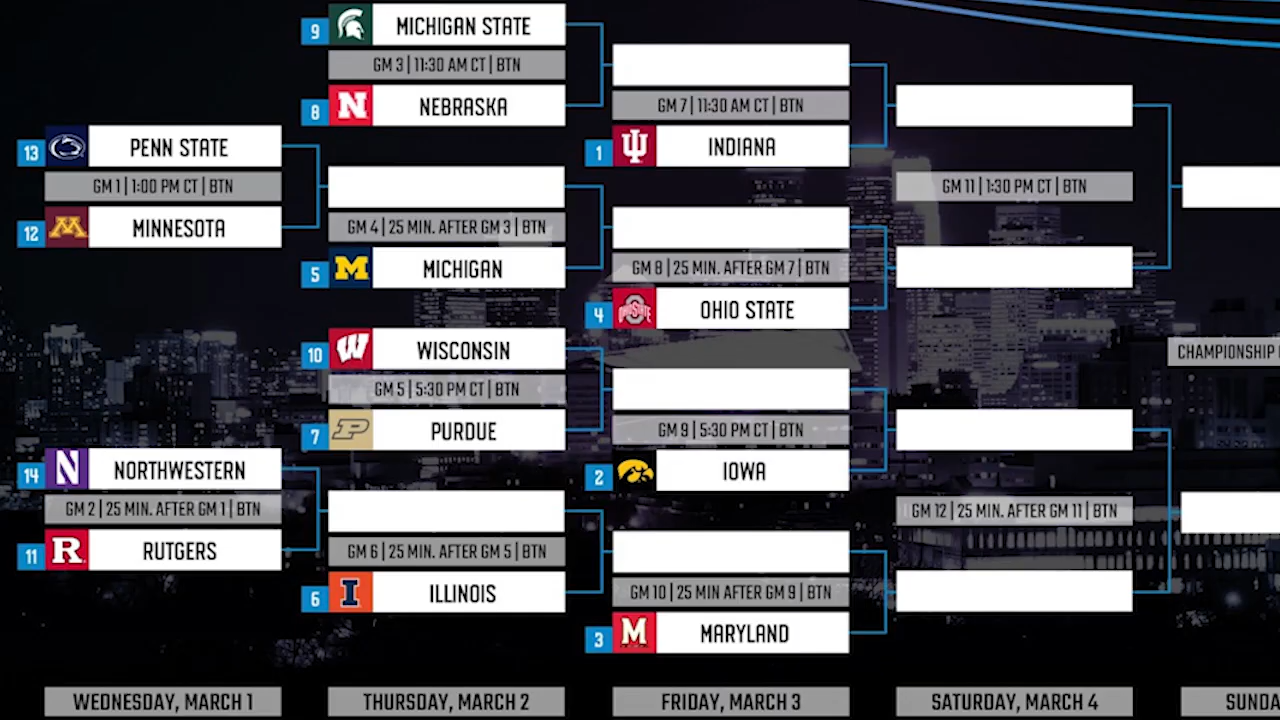 9 MICHIGAN STATE
GM 3 | 11:30 AM CT | BTN
8 NEBRASKA
13 PENN STATE
GM 1 | 1:00 PM CT | BTN
12 MINNESOTA
GM 4 | 25 MIN. AFTER GM 3 | BTN
5 MICHIGAN
10 WISCONSIN
GM 5 | 5:30 PM CT | BTN
7 PURDUE
14 NORTHWESTERN
GM 2 | 25 MIN. AFTER GM 1 | BTN
11 RUTGERS
GM 6 | 25 MIN. AFTER GM 5 | BTN
6 ILLINOIS
GM 7 | 11:30 AM CT | BTN
1 INDIANA
GM 8 | 25 MIN. AFTER GM 7 | BTN
4 OHIO STATE
GM 9 | 5:30 PM CT | BTN
2 IOWA
GM 10 | 25 MIN AFTER GM 9 | BTN
3 MARYLAND
GM 11 | 1:30 PM CT | BTN
GM 12 | 25 MIN. AFTER GM 11 | BTN
CHAMPIONSHIP
WEDNESDAY, MARCH 1
THURSDAY, MARCH 2
FRIDAY, MARCH 3
SATURDAY, MARCH 4
SUNDA